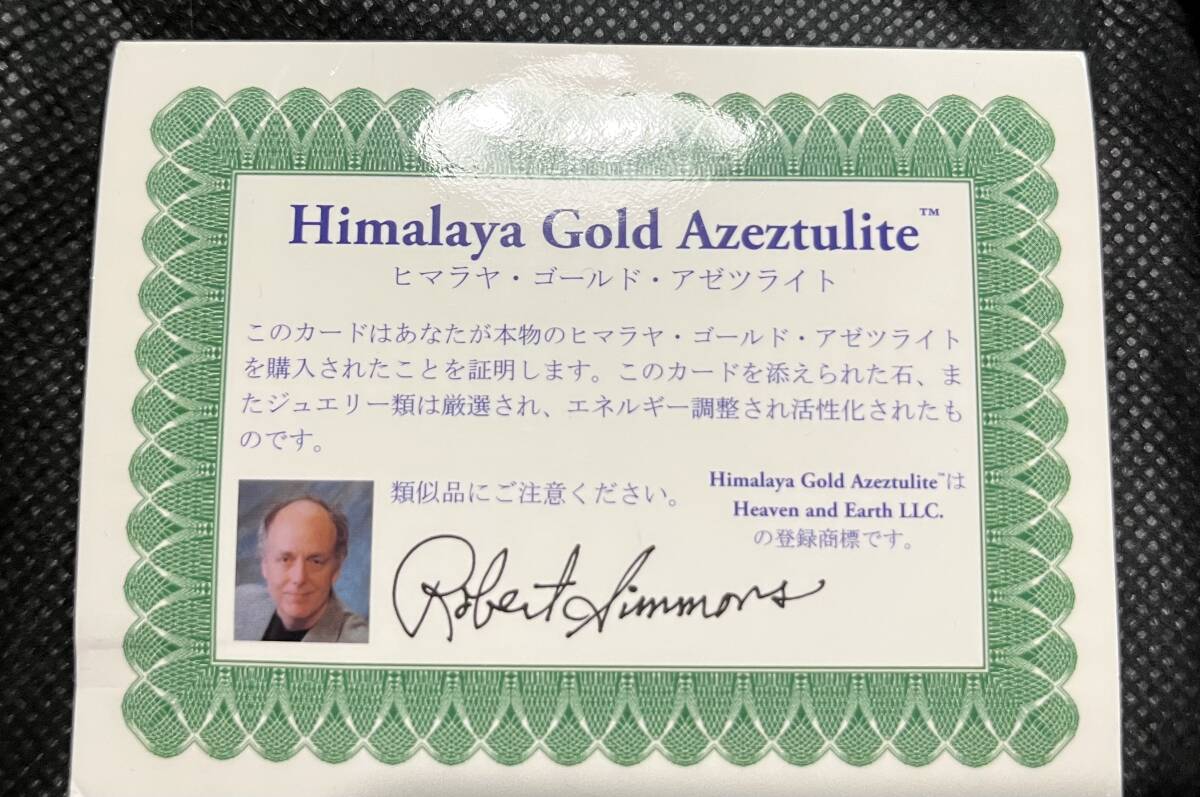 Himalaya Gold Azeztulite™
ヒマラヤ・ゴールド・アゼツライト
このカードはあなたが本物のヒマラヤ・ゴールド・アゼツライト
を購入されたことを証明します。このカードを添えられた石、ま
たジュエリー類は厳選され、エネルギー調整され活性化されたも
のです。
類似品にご注意ください。
Himalaya Gold Azeztulite™は
Heaven and Earth LLC.
の登録商標です。
Robert Simmons